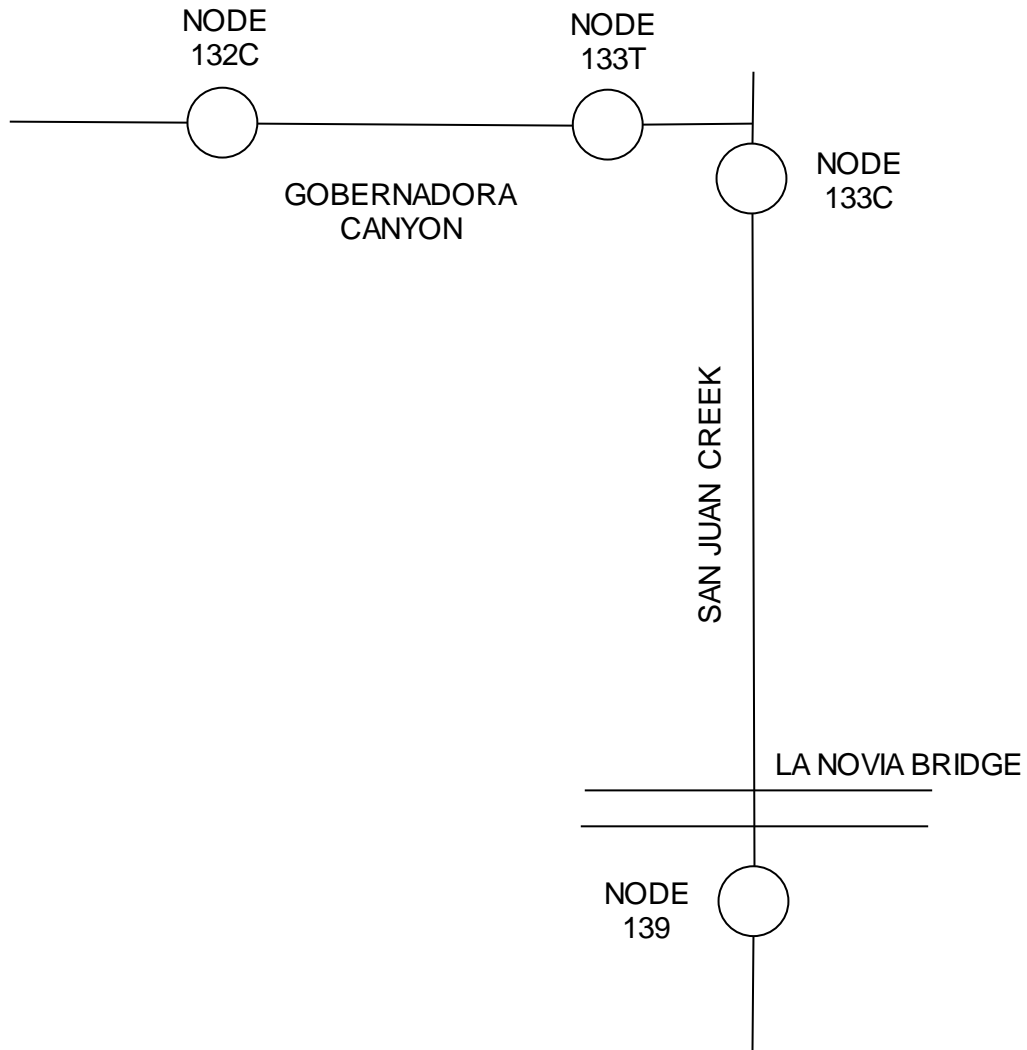 NODE
132C
NODE
133T
NODE
133C
GOBERNADORA
CANYON
SAN JUAN CREEK
LA NOVIA BRIDGE
NODE
139